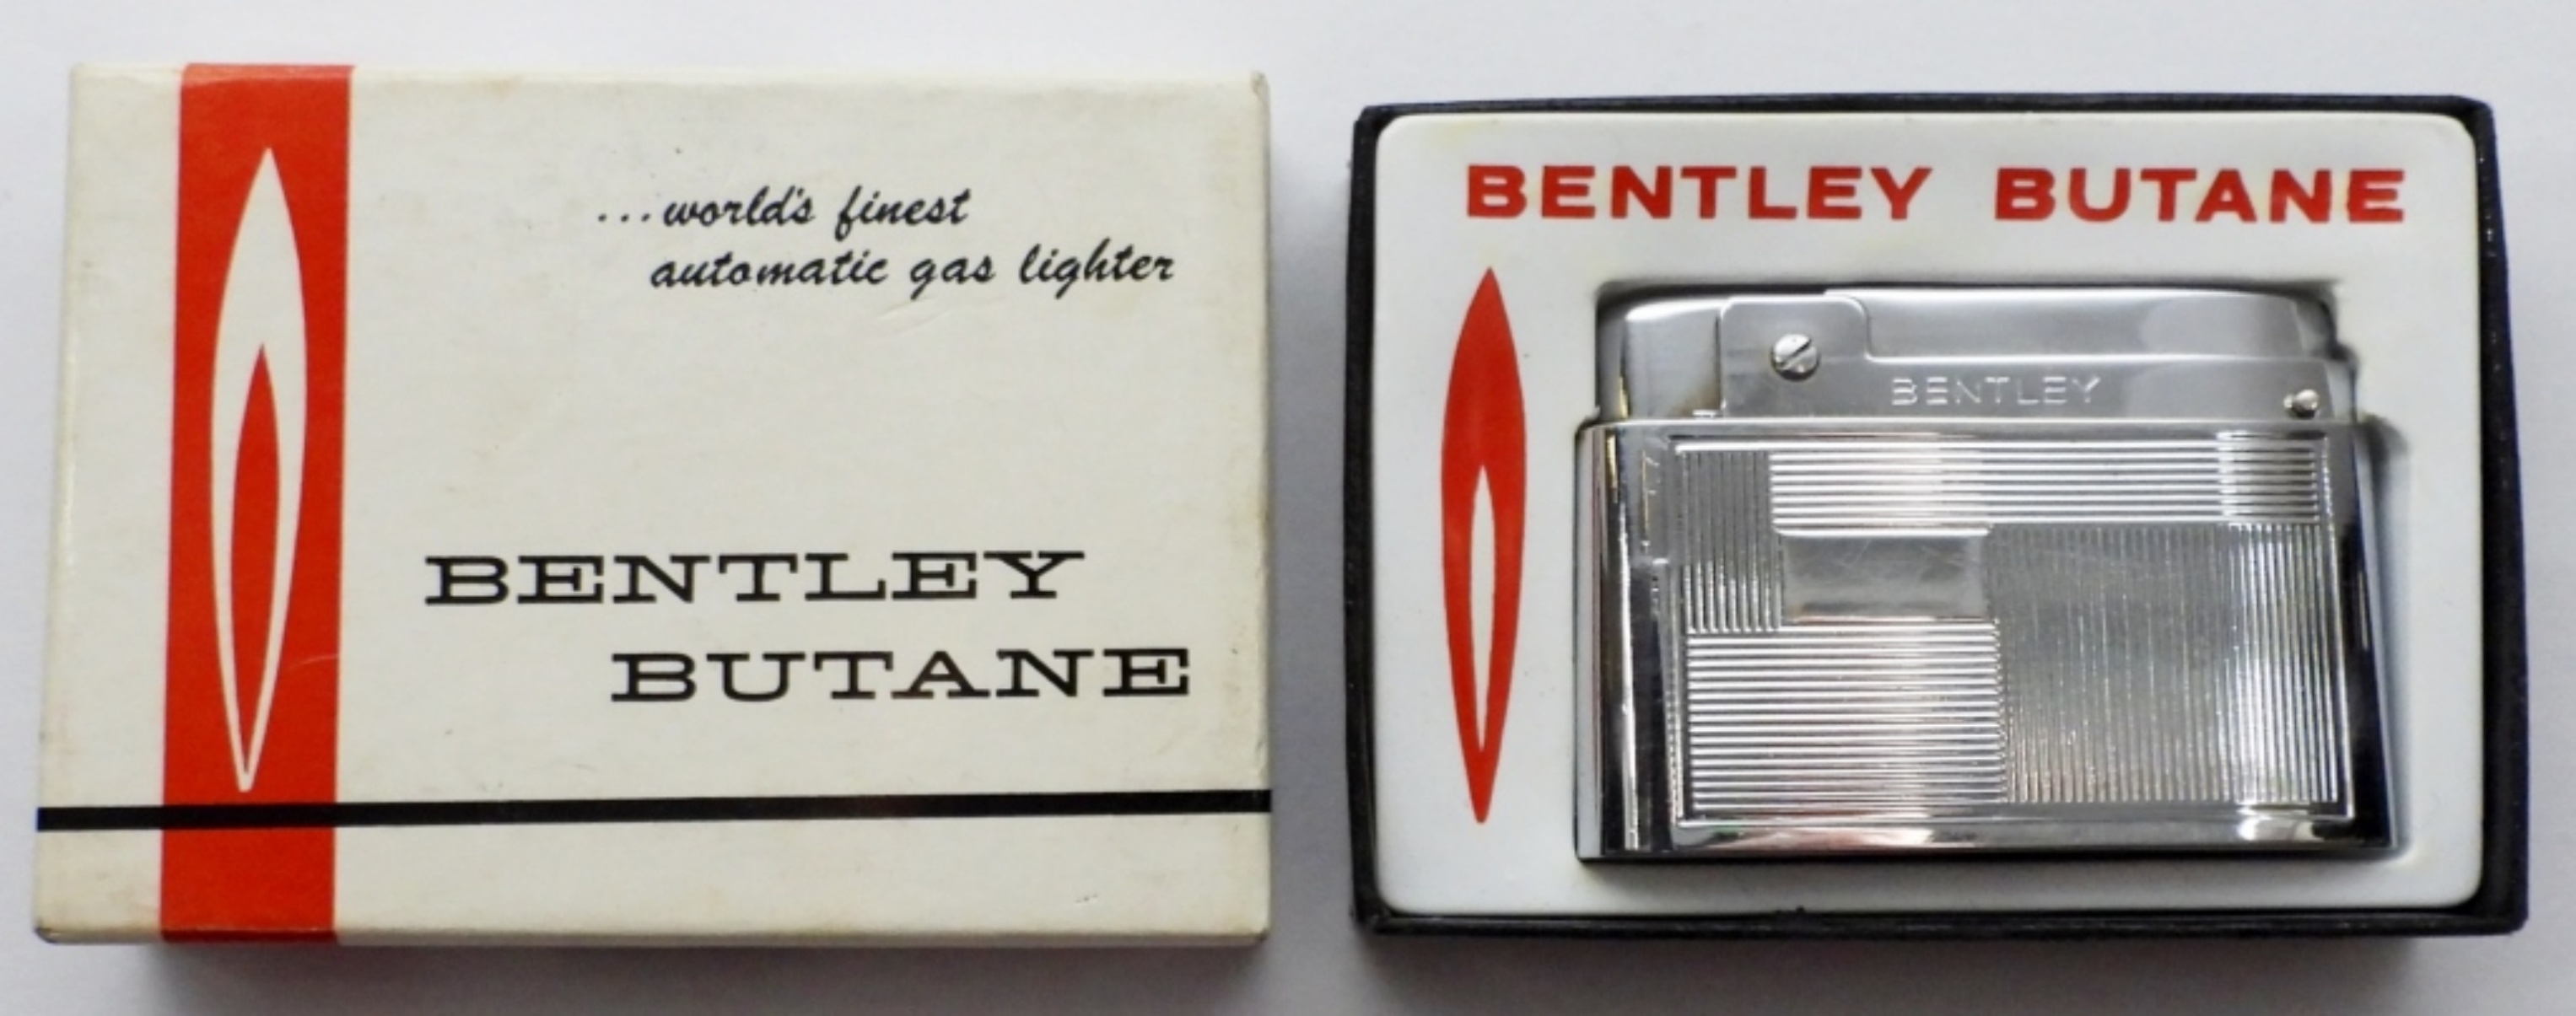 ...world's finest
automatic gas lighter
BENTLEY
BUTANE
BENTLEY BUTANE
BENTLEY